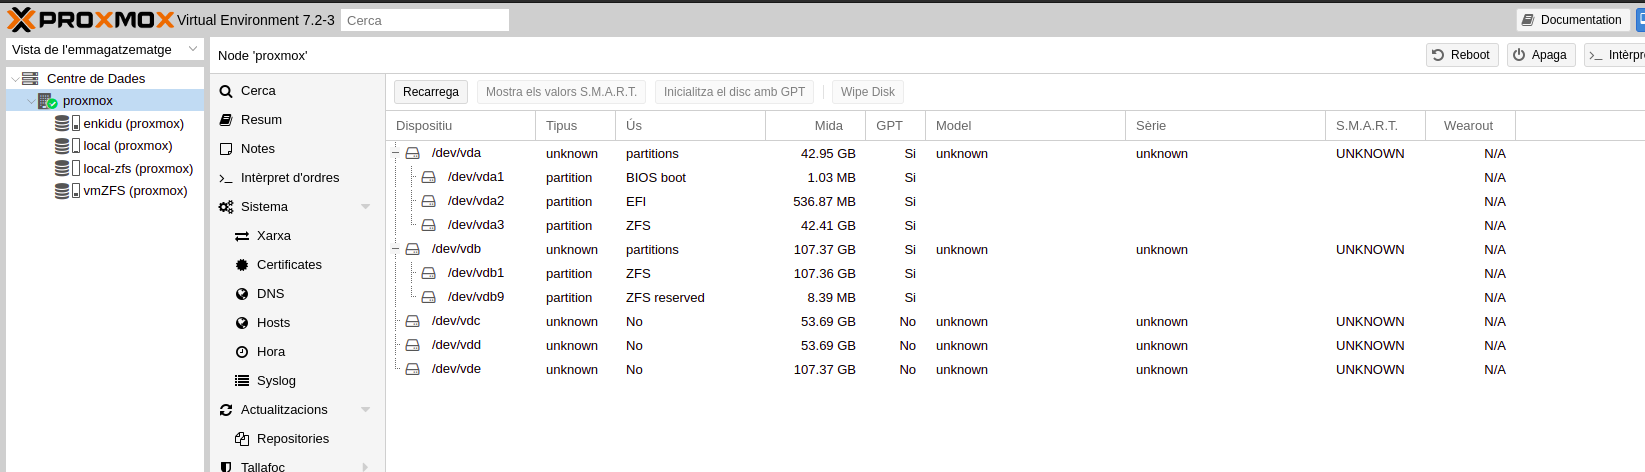 PROXMOX Virtual Environment 7.2-3 Cerca Documentation
Vista de l'emmagatzematge
Centre de Dades
proxmox
enkidu (proxmox)
local (proxmox)
local-zfs (proxmox)
vmZFS (proxmox)
Node 'proxmox' Reboot Apaga Intèrpre
Cerca
Resum
Notes
Intèrpret d'ordres
Sistema
Xarxa
Certificates
DNS
Hosts
Hora
Syslog
Actualitzacions
Repositories
Tallafoc
Recarrega Mostra els valors S.M.A.R.T. Inicialitza el disc amb GPT Wipe Disk
Dispositiu Tipus Ús Mida GPT Model Sèrie S.M.A.R.T. Wearout
/dev/vda unknown partitions 42.95 GB Si unknown unknown UNKNOWN N/A
/dev/vda1 partition BIOS boot 1.03 MB Si N/A
/dev/vda2 partition EFI 536.87 MB Si N/A
/dev/vda3 partition ZFS 42.41 GB Si N/A
/dev/vdb unknown partitions 107.37 GB Si unknown unknown UNKNOWN N/A
/dev/vdb1 partition ZFS 107.36 GB Si N/A
/dev/vdb9 partition ZFS reserved 8.39 MB Si N/A
/dev/vdc unknown No 53.69 GB No unknown unknown UNKNOWN N/A
/dev/vdd unknown No 53.69 GB No unknown unknown UNKNOWN N/A
/dev/vde unknown No 107.37 GB No unknown unknown UNKNOWN N/A